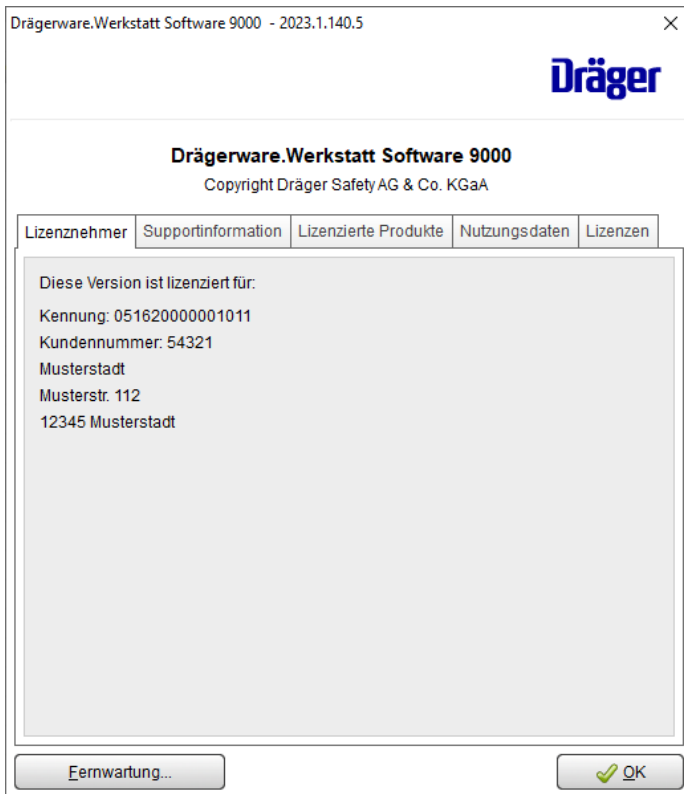 Drägerware.Werkstatt Software 9000 - 2023.1.140.5
Dräger
Drägerware.Werkstatt Software 9000
Copyright Dräger Safety AG & Co. KGaA
Lizenznehmer Supportinformation Lizenzierte Produkte Nutzungsdaten Lizenzen
Diese Version ist lizenziert für:
Kennung: 051620000001011
Kundennummer: 54321
Musterstadt
Musterstr. 112
12345 Musterstadt
Fernwartung... OK